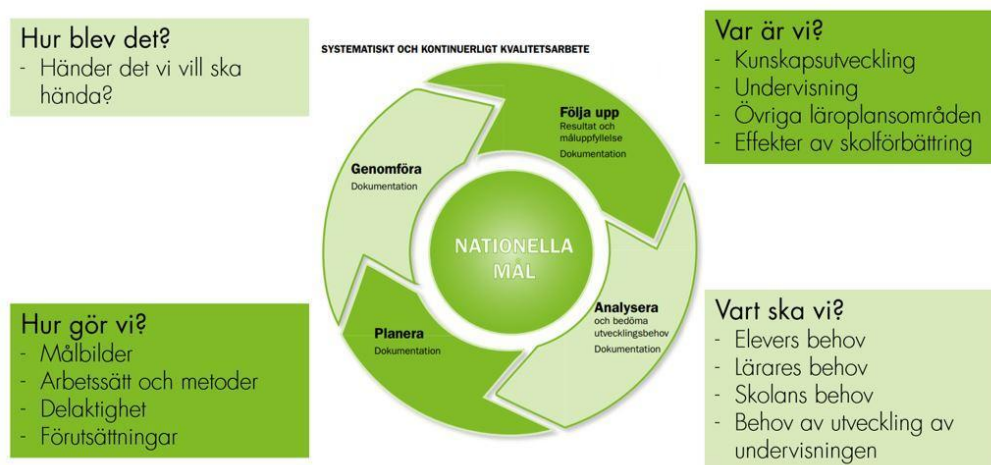 Hur blev det?
- Händer det vi vill ska
hända?
SYSTEMATISKT OCH KONTINUERLIGT KVALITETSARBETE
Var är vi?
- Kunskapsutveckling
- Undervisning
- Övriga läroplansområden
- Effekter av skolförbättring
Följa upp
Resultat och
måluppfyllelse
Dokumentation
Genomföra
Dokumentation
NATIONELLA
MÅL
Analysera
och bedöma
utvecklingsbehov
Dokumentation
Planera
Dokumentation
Hur gör vi?
- Målbilder
- Arbetssätt och metoder
- Delaktighet
- Förutsättningar
Vart ska vi?
- Elevers behov
- Lärares behov
- Skolans behov
- Behov av utveckling av
undervisningen